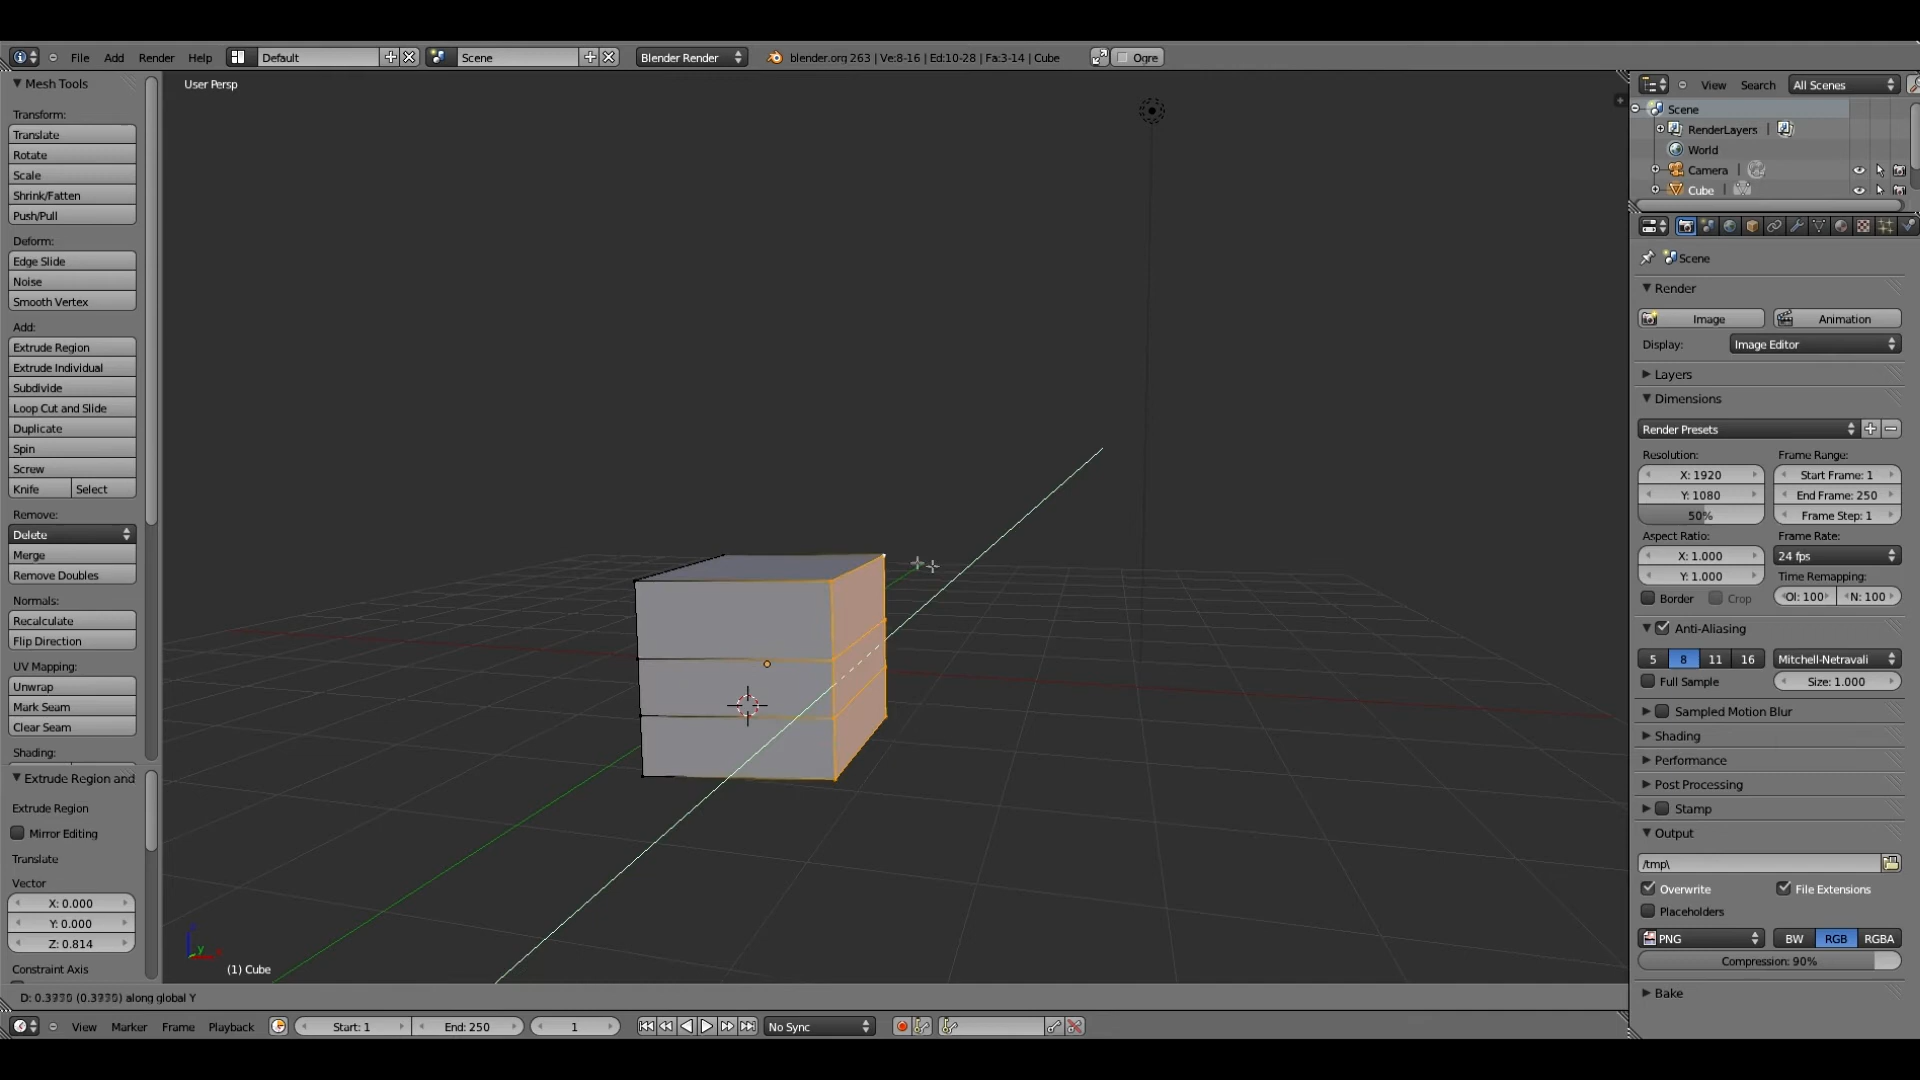 File Add Render Help Default Scene Blender Render blender.org 263 | Ve:8-16 | Ed:10-28 | Fa:3-14 | Cube Ogre
Mesh Tools
Transform:
Translate
Rotate
Scale
Shrink/Fatten
Push/Pull
Deform:
Edge Slide
Noise
Smooth Vertex
Add:
Extrude Region
Extrude Individual
Subdivide
Loop Cut and Slide
Duplicate
Spin
Screw
Knife Select
Remove:
Delete
Merge
Remove Doubles
Normals:
Recalculate
Flip Direction
UV Mapping:
Unwrap
Mark Seam
Clear Seam
Shading:
Extrude Region and
Extrude Region
Mirror Editing
Translate
Vector
X: 0.000
Y: 0.000
Z: 0.814
Constraint Axis
User Persp
(1) Cube
along global Y
View Marker Frame Playback Start: 1 End: 250 1 No Sync
View Search All Scenes
Scene
RenderLayers
World
Camera
Cube
Scene
Render
Image Animation
Display: Image Editor
Layers
Dimensions
Render Presets
Resolution: Frame Range:
X: 1920 Start Frame: 1
Y: 1080 End Frame: 250
50% Frame Step: 1
Aspect Ratio: Frame Rate:
X: 1.000 24 fps
Y: 1.000 Time Remapping:
Border Crop Ol: 100 N: 100
Anti-Aliasing
5 8 11 16 Mitchell-Netravali
Full Sample Size: 1.000
Sampled Motion Blur
Shading
Performance
Post Processing
Stamp
Output
/tmp\
Overwrite File Extensions
Placeholders
PNG BW RGB RGBA
Compression: 90%
Bake